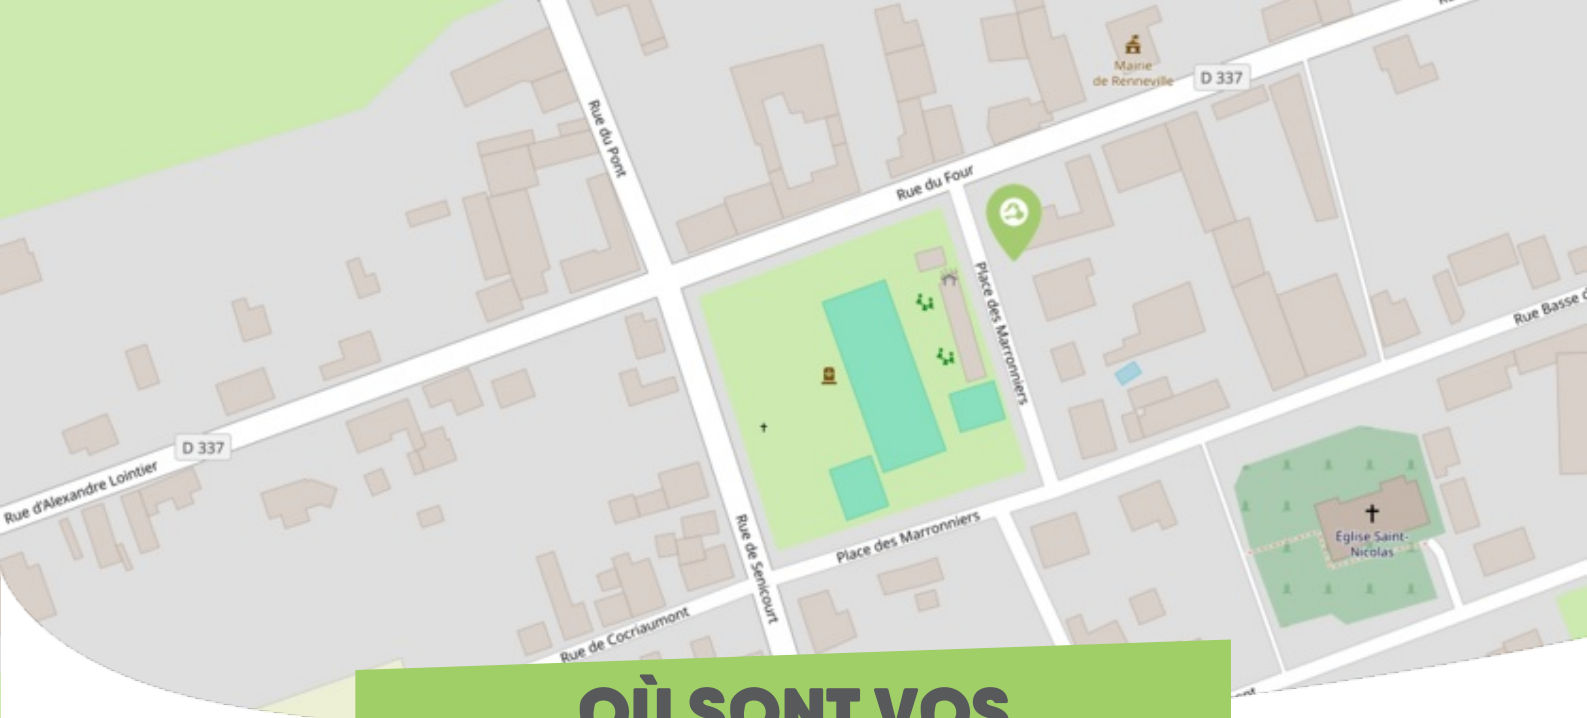 Mairie
de Renneville
D 337
Rue du Pont
Rue du Four
Place des Marronniers
Rue Basse
D 337
Rue d'Alexandre Lointier
Église Saint-
Nicolas
Place des Marronniers
Rue de Senicourt
Rue de Cocriaumont
OÙ SONT VOS